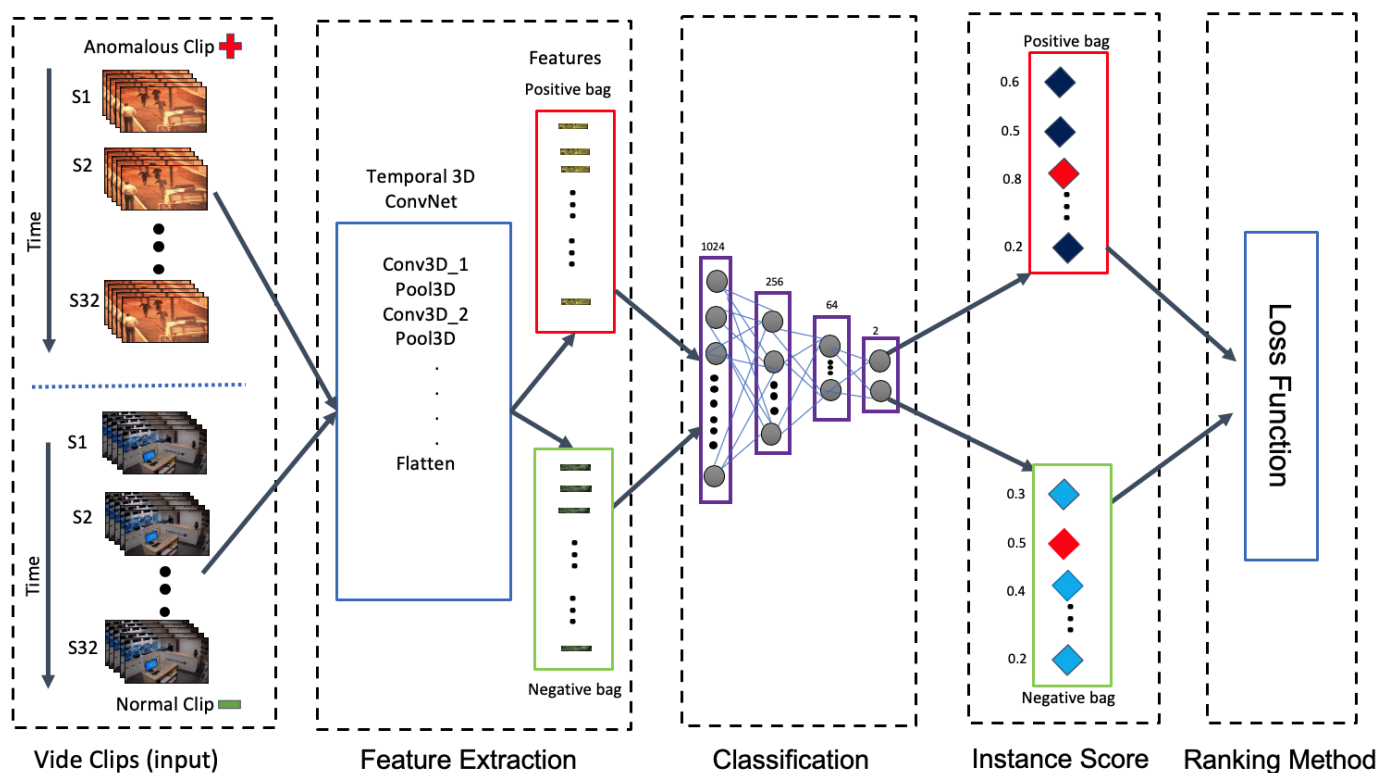 Anomalous Clip
S1
S2
Time
S32
S1
S2
Time
S32
Normal Clip
Vide Clips (input)
Features
Positive bag
Temporal 3D
ConvNet
Conv3D_1
Pool3D
Conv3D_2
Pool3D
.
.
.
.
Flatten
Negative bag
Feature Extraction
1024
256
64
2
Classification
Positive bag
0.6
0.5
0.8
0.2
0.3
0.5
0.4
0.2
Negative bag
Instance Score
Loss Function
Ranking Method